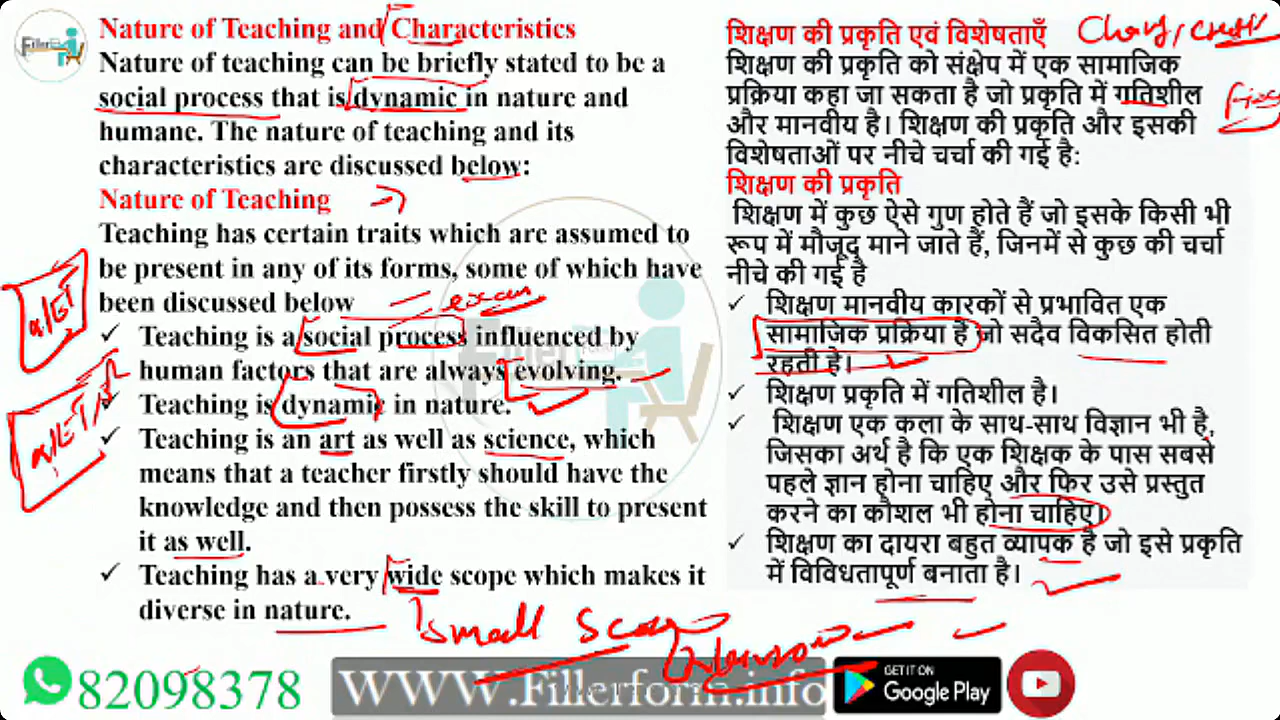 Nature of Teaching and Characteristics
Nature of teaching can be briefly stated to be a
social process that is dynamic in nature and
humane. The nature of teaching and its
characteristics are discussed below:
Nature of Teaching
Teaching has certain traits which are assumed to
be present in any of its forms, some of which have
been discussed below
✓ Teaching is a social process influenced by
human factors that are always evolving.
✓ Teaching is dynamic in nature.
✓ Teaching is an art as well as science, which
means that a teacher firstly should have the
knowledge and then possess the skill to present
it as well.
✓ Teaching has a very wide scope which makes it
diverse in nature.
small Scope
शिक्षण की प्रकृति एवं विशेषताएँ
शिक्षण की प्रकृति को संक्षेप में एक सामाजिक
प्रक्रिया कहा जा सकता है जो प्रकृति में गतिशील
और मानवीय है। शिक्षण की प्रकृति और इसकी
विशेषताओं पर नीचे चर्चा की गई है:
शिक्षण की प्रकृति
शिक्षण में कुछ ऐसे गुण होते हैं जो इसके किसी भी
रूप में मौजूद माने जाते हैं, जिनमें से कुछ की चर्चा
नीचे की गई है
✓ शिक्षण मानवीय कारकों से प्रभावित एक
सामाजिक प्रक्रिया है जो सदैव विकसित होती
रहती है।
✓ शिक्षण प्रकृति में गतिशील है।
✓ शिक्षण एक कला के साथ-साथ विज्ञान भी है,
जिसका अर्थ है कि एक शिक्षक के पास सबसे
पहले ज्ञान होना चाहिए और फिर उसे प्रस्तुत
करने का कौशल भी होना चाहिए।
✓ शिक्षण का दायरा बहुत व्यापक है जो इसे प्रकृति
में विविधतापूर्ण बनाता है।
82098378
WWW.Fillerform.info
GET IT ON
Google Play